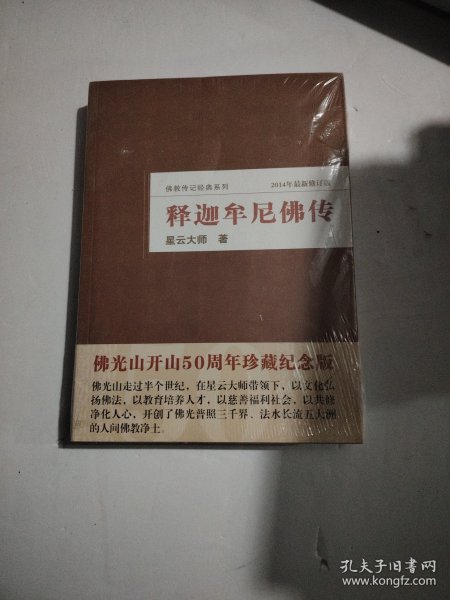 佛教传记经典系列
2014年最新修订版
释迦牟尼佛传
星云大师 著
佛光山开山50周年珍藏纪念版
佛光山走过半个世纪，在星云大师带领下，以文化弘
扬佛法，以教育培养人才，以慈善福利社会，以共修
净化人心，开创了佛光普照三千界、法水长流五大洲
的人间佛教净土。
孔夫子旧书网
www.kongfz.com